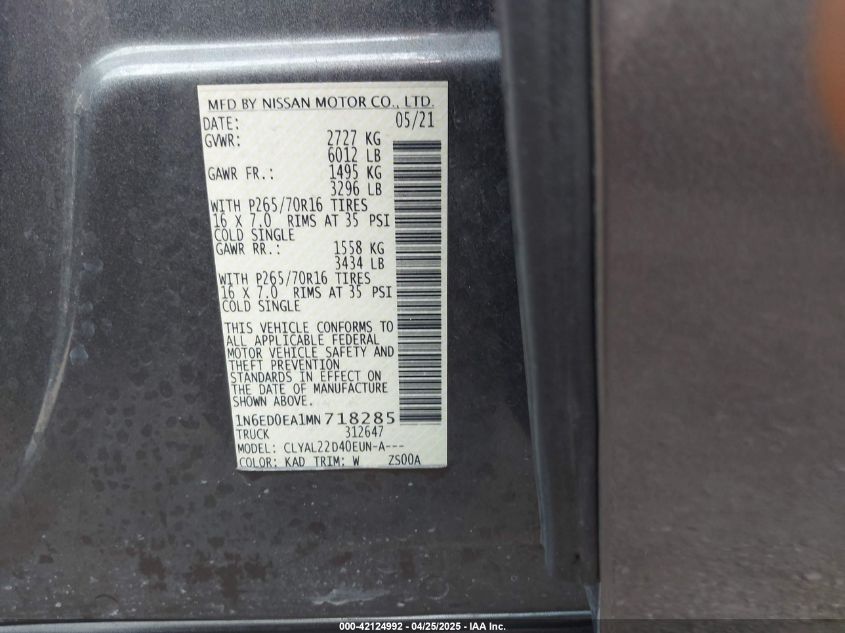 MFD BY NISSAN MOTOR CO., LTD.
DATE: 05/21
GVWR: 2727 KG
6012 LB
GAWR FR.: 1495 KG
3296 LB
WITH P265/70R16 TIRES
16 X 7.0 RIMS AT 35 PSI
COLD SINGLE
GAWR RR.: 1558 KG
3434 LB
WITH P265/70R16 TIRES
16 X 7.0 RIMS AT 35 PSI
COLD SINGLE
THIS VEHICLE CONFORMS TO
ALL APPLICABLE FEDERAL
MOTOR VEHICLE SAFETY AND
THEFT PREVENTION
STANDARDS IN EFFECT ON
THE DATE OF MANUFACTURE
SHOWN ABOVE.
1N6ED0EA1MN718285
TRUCK 312647
MODEL: CLYAL22D40EUN-A---
COLOR: KAD TRIM: W ZS00A
000-42124992 / 04/25/2025 - IAA Inc.